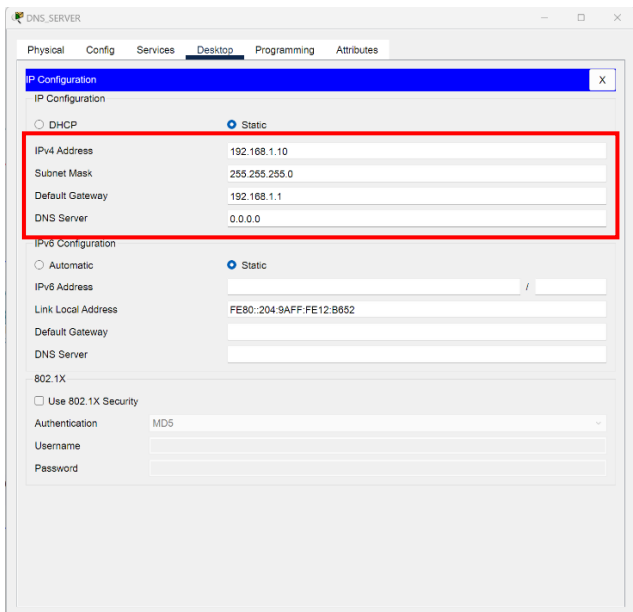 DNS_SERVER
Physical Config Services Desktop Programming Attributes
IP Configuration X
IP Configuration
DHCP Static
IPv4 Address 192.168.1.10
Subnet Mask 255.255.255.0
Default Gateway 192.168.1.1
DNS Server 0.0.0.0
IPv6 Configuration
Automatic Static
IPv6 Address /
Link Local Address FE80::204:9AFF:FE12:B652
Default Gateway
DNS Server
802.1X
Use 802.1X Security
Authentication MD5
Username
Password